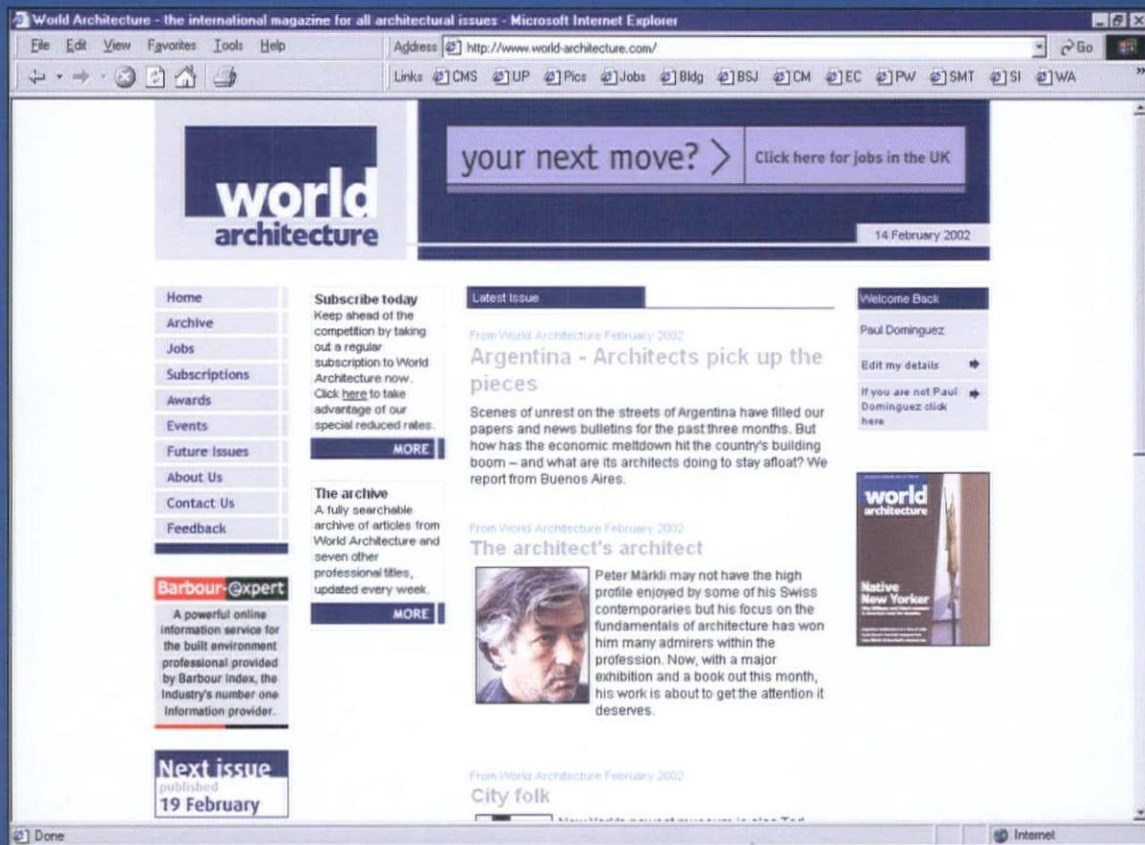 World Architecture - the international magazine for all architectural issues - Microsoft Internet Explorer
File Edit View Favorites Tools Help
Address http://www.world-architecture.com/
Go
Links CMS UP Pics Jobs Bldg BSJ CM EC PW SMT SI WA
world
architecture
your next move? >
Click here for jobs in the UK
14 February 2002
Home
Archive
Jobs
Subscriptions
Awards
Events
Future Issues
About Us
Contact Us
Feedback
Barbour-@xpert
A powerful online
information service for
the built environment
professional provided
by Barbour Index, the
Industry's number one
Information provider.
Next issue
published
19 February
Subscribe today
Keep ahead of the
competition by taking
out a regular
subscription to World
Architecture now.
Click here to take
advantage of our
special reduced rates.
MORE
The archive
A fully searchable
archive of articles from
World Architecture and
seven other
professional titles,
updated every week.
MORE
Latest Issue
From World Architecture February 2002
Argentina - Architects pick up the
pieces
Scenes of unrest on the streets of Argentina have filled our
papers and news bulletins for the past three months. But
how has the economic meltdown hit the country's building
boom – and what are its architects doing to stay afloat? We
report from Buenos Aires.
From World Architecture February 2002
The architect's architect
Peter Märkli may not have the high
profile enjoyed by some of his Swiss
contemporaries but his focus on the
fundamentals of architecture has won
him many admirers within the
profession. Now, with a major
exhibition and a book out this month,
his work is about to get the attention it
deserves.
From World Architecture February 2002
City folk
Welcome Back
Paul Dominguez
Edit my details
If you are not Paul
Dominguez click
here
world
architecture
Native
New Yorker
Done
Internet